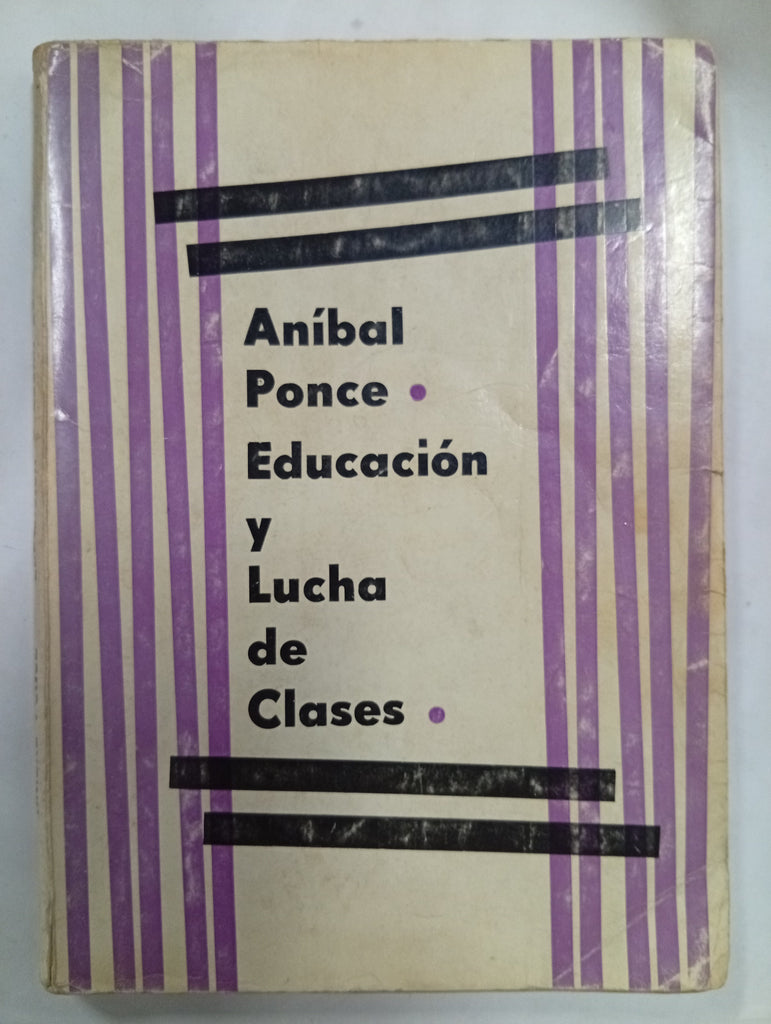 Aníbal
Ponce •
Educación
y
Lucha
de
Clases •